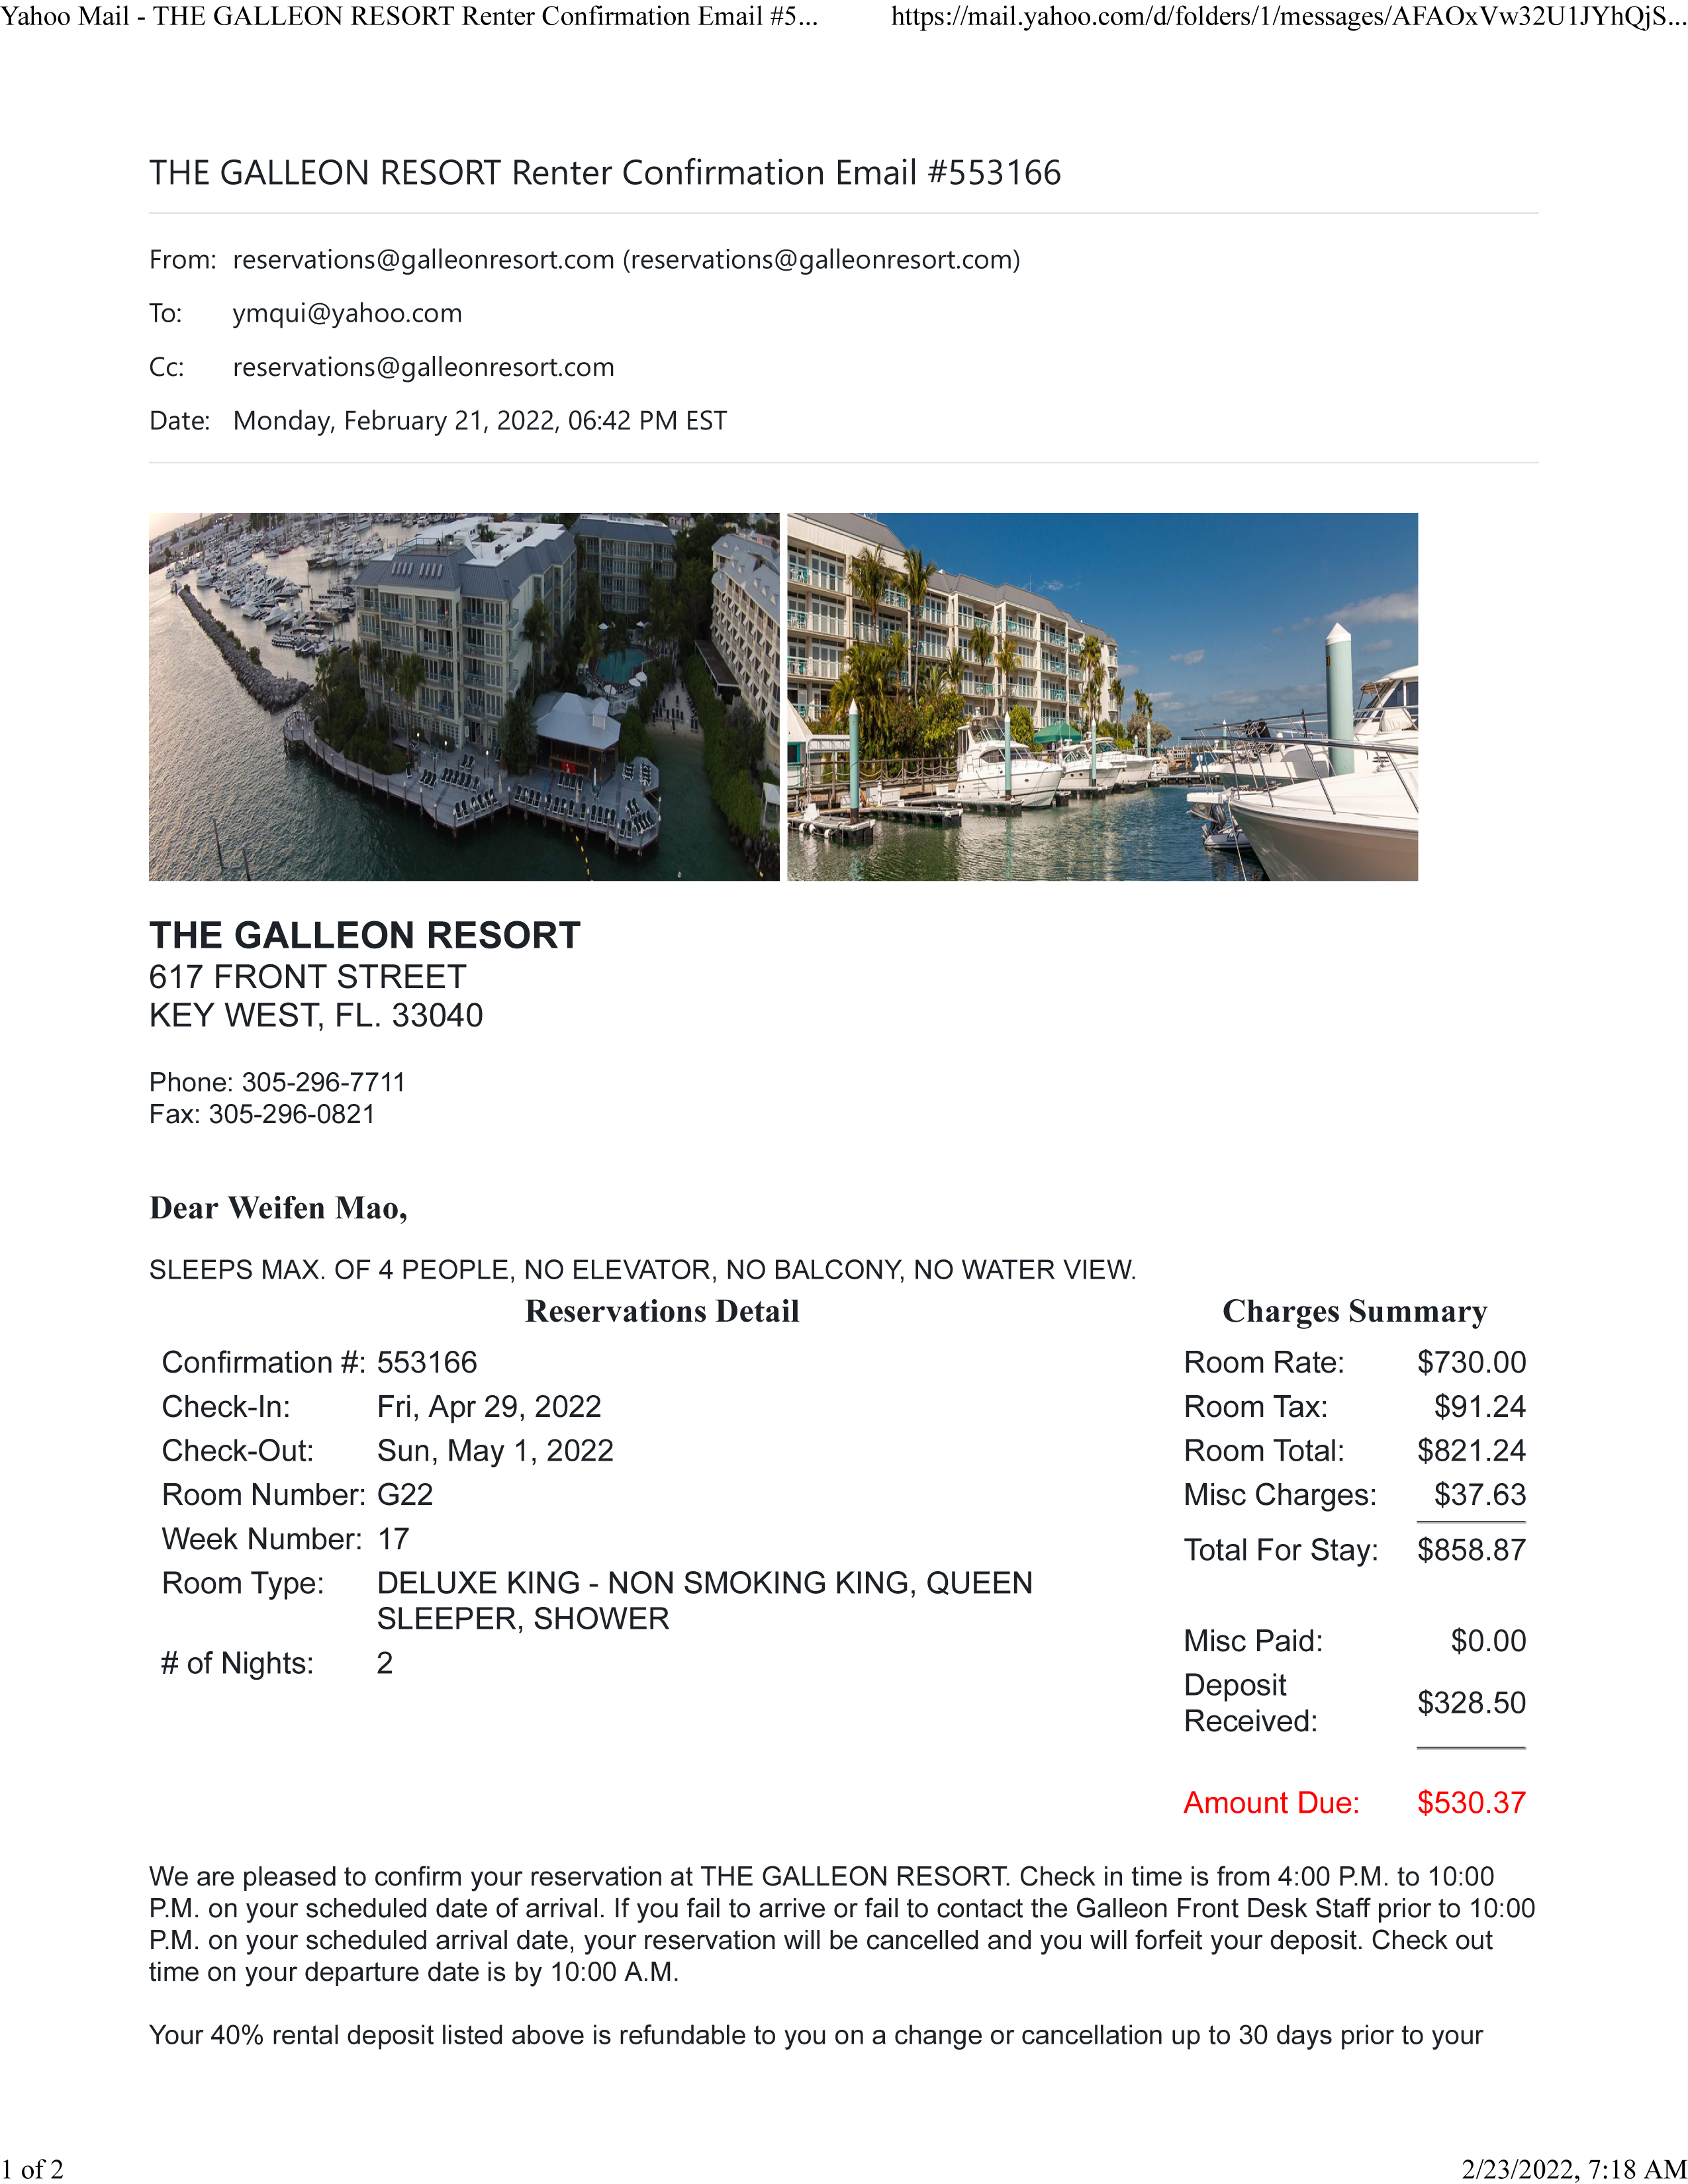 Yahoo Mail - THE GALLEON RESORT Renter Confirmation Email #5... https://mail.yahoo.com/d/folders/1/messages/AFAOxVw32U1JYhQjS...
THE GALLEON RESORT Renter Confirmation Email #553166
From: reservations@galleonresort.com (reservations@galleonresort.com)
To: ymqui@yahoo.com
Cc: reservations@galleonresort.com
Date: Monday, February 21, 2022, 06:42 PM EST
THE GALLEON RESORT
617 FRONT STREET
KEY WEST, FL. 33040
Phone: 305-296-7711
Fax: 305-296-0821
Dear Weifen Mao,
SLEEPS MAX. OF 4 PEOPLE, NO ELEVATOR, NO BALCONY, NO WATER VIEW.
Reservations Detail
Confirmation #: 553166
Check-In: Fri, Apr 29, 2022
Check-Out: Sun, May 1, 2022
Room Number: G22
Week Number: 17
Room Type: DELUXE KING - NON SMOKING KING, QUEEN
SLEEPER, SHOWER
# of Nights: 2
Charges Summary
Room Rate: $730.00
Room Tax: $91.24
Room Total: $821.24
Misc Charges: $37.63
Total For Stay: $858.87
Misc Paid: $0.00
Deposit
Received: $328.50
Amount Due: $530.37
We are pleased to confirm your reservation at THE GALLEON RESORT. Check in time is from 4:00 P.M. to 10:00
P.M. on your scheduled date of arrival. If you fail to arrive or fail to contact the Galleon Front Desk Staff prior to 10:00
P.M. on your scheduled arrival date, your reservation will be cancelled and you will forfeit your deposit. Check out
time on your departure date is by 10:00 A.M.
Your 40% rental deposit listed above is refundable to you on a change or cancellation up to 30 days prior to your
1 of 2 2/23/2022, 7:18 AM